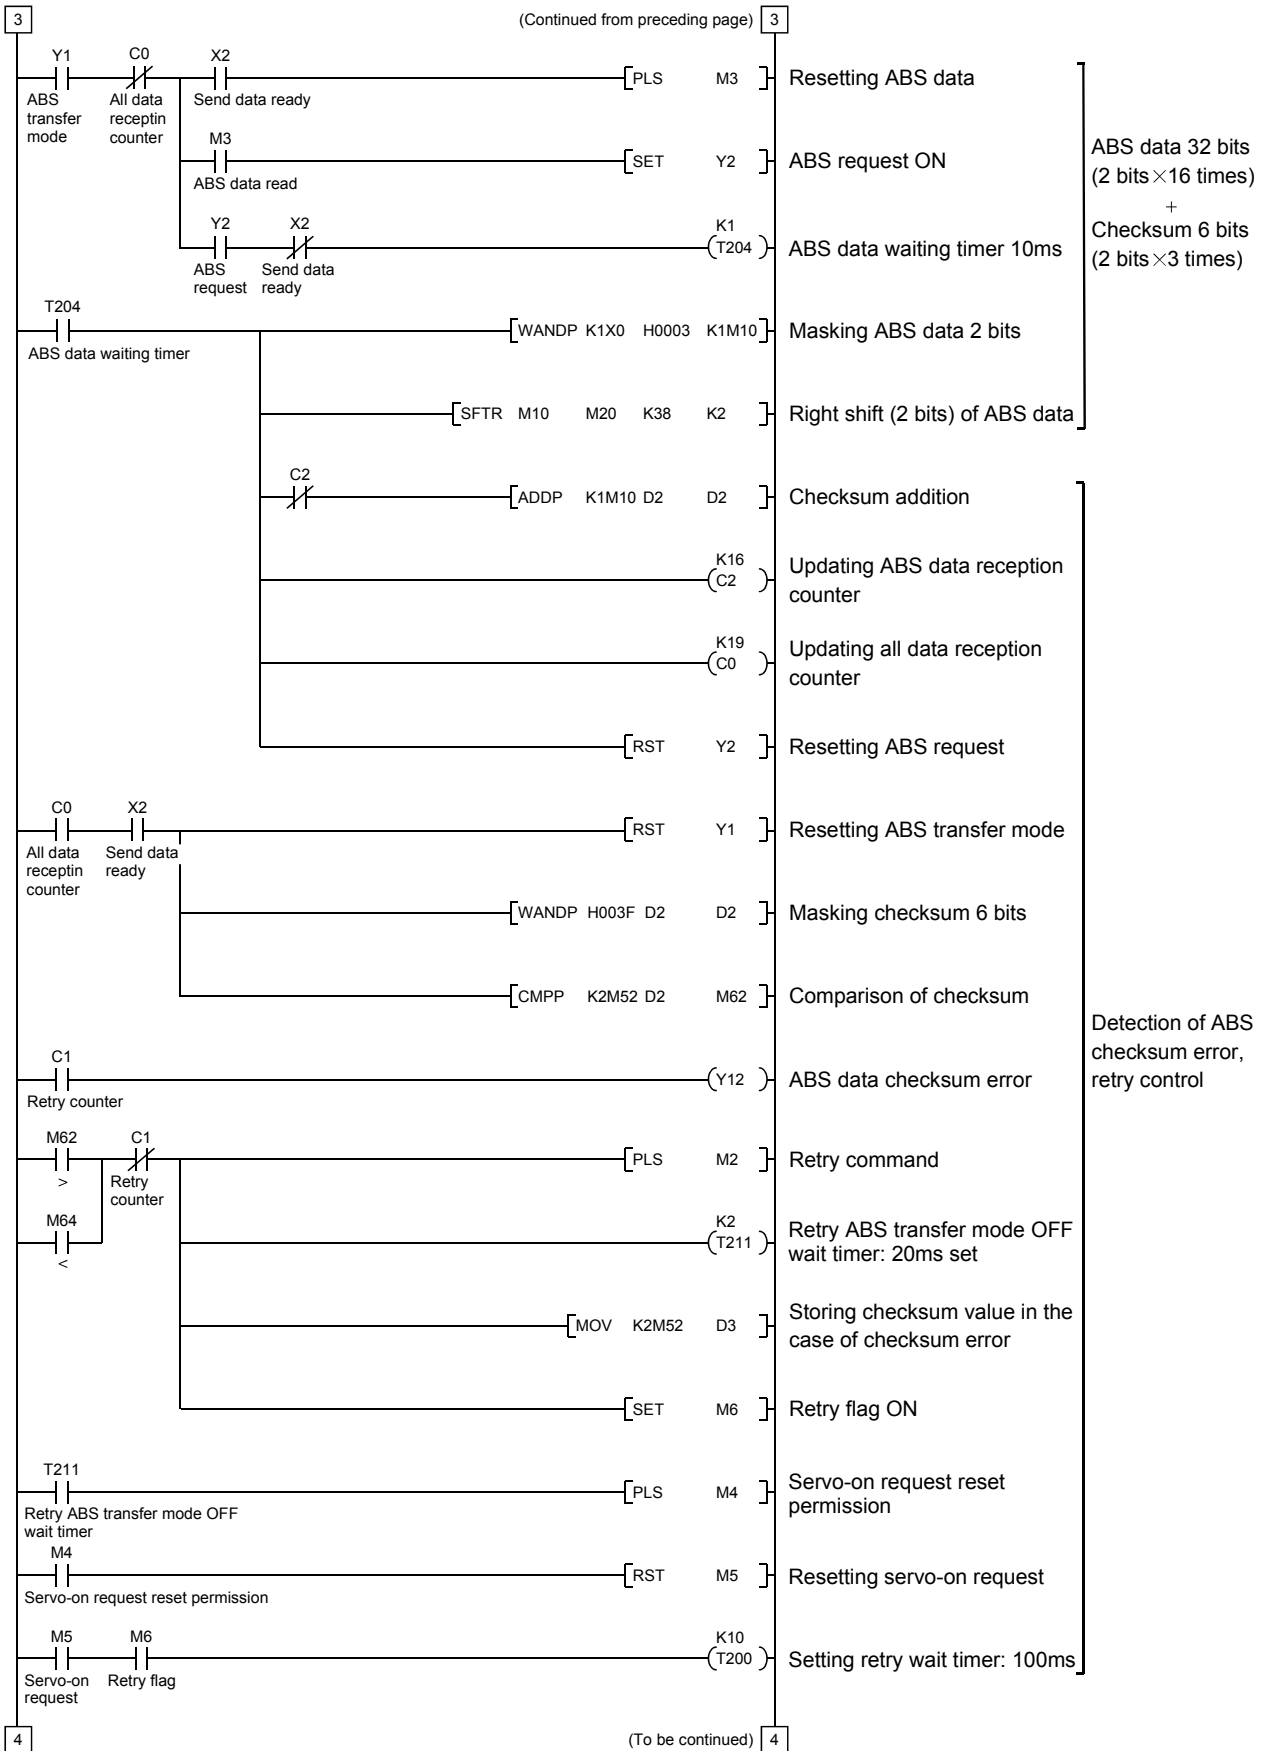 3 (Continued from preceding page) 3
Y1 C0 X2
[PLS M3] Resetting ABS data
ABS transfer mode All data receptin counter Send data ready
M3
[SET Y2] ABS request ON
ABS data read
ABS data 32 bits
(2 bits×16 times)
+
Checksum 6 bits
(2 bits×3 times)
Y2 X2 K1
(T204) ABS data waiting timer 10ms
ABS request Send data ready
T204
[WANDP K1X0 H0003 K1M10] Masking ABS data 2 bits
ABS data waiting timer
[SFTR M10 M20 K38 K2] Right shift (2 bits) of ABS data
C2
[ADDP K1M10 D2 D2] Checksum addition
K16
(C2) Updating ABS data reception
counter
K19
(C0) Updating all data reception
counter
[RST Y2] Resetting ABS request
C0 X2
[RST Y1] Resetting ABS transfer mode
All data receptin counter Send data ready
[WANDP H003F D2 D2] Masking checksum 6 bits
[CMPP K2M52 D2 M62] Comparison of checksum
Detection of ABS
checksum error,
retry control
C1
(Y12) ABS data checksum error
Retry counter
M62 C1
[PLS M2] Retry command
> Retry counter
M64 K2
(T211) Retry ABS transfer mode OFF
wait timer: 20ms set
<
[MOV K2M52 D3] Storing checksum value in the
case of checksum error
[SET M6] Retry flag ON
T211
[PLS M4] Servo-on request reset
permission
Retry ABS transfer mode OFF
wait timer
M4
[RST M5] Resetting servo-on request
Servo-on request reset permission
M5 M6 K10
(T200) Setting retry wait timer: 100ms
Servo-on request Retry flag
4 (To be continued) 4